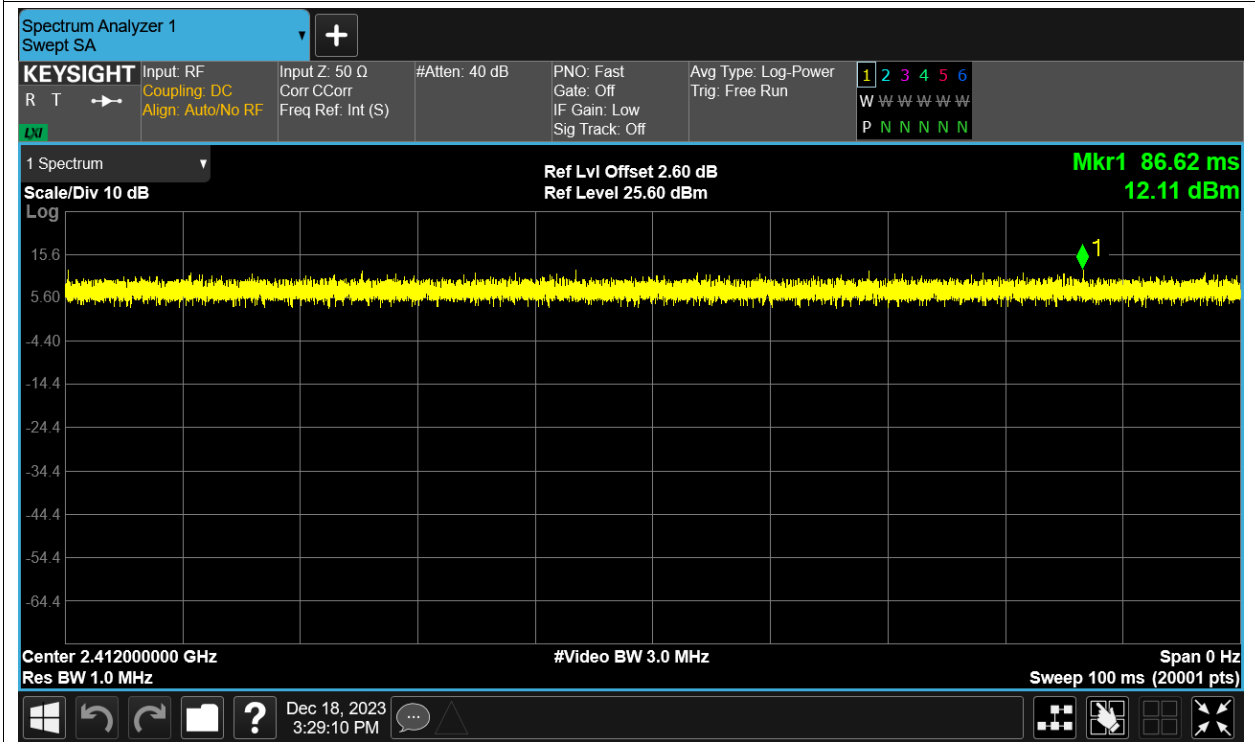 Spectrum Analyzer 1
Swept SA
+
KEYSIGHT
R T
LXI
Input: RF
Coupling: DC
Align: Auto/No RF
Input Z: 50 Ω
Corr CCorr
Freq Ref: Int (S)
#Atten: 40 dB
PNO: Fast
Gate: Off
IF Gain: Low
Sig Track: Off
Avg Type: Log-Power
Trig: Free Run
1 2 3 4 5 6
W W W W W W
P N N N N N
1 Spectrum
Scale/Div 10 dB
Ref Lvl Offset 2.60 dB
Ref Level 25.60 dBm
Mkr1 86.62 ms
12.11 dBm
Log
15.6
5.60
-4.40
-14.4
-24.4
-34.4
-44.4
-54.4
-64.4
1
Center 2.412000000 GHz
Res BW 1.0 MHz
#Video BW 3.0 MHz
Span 0 Hz
Sweep 100 ms (20001 pts)
?
Dec 18, 2023
3:29:10 PM